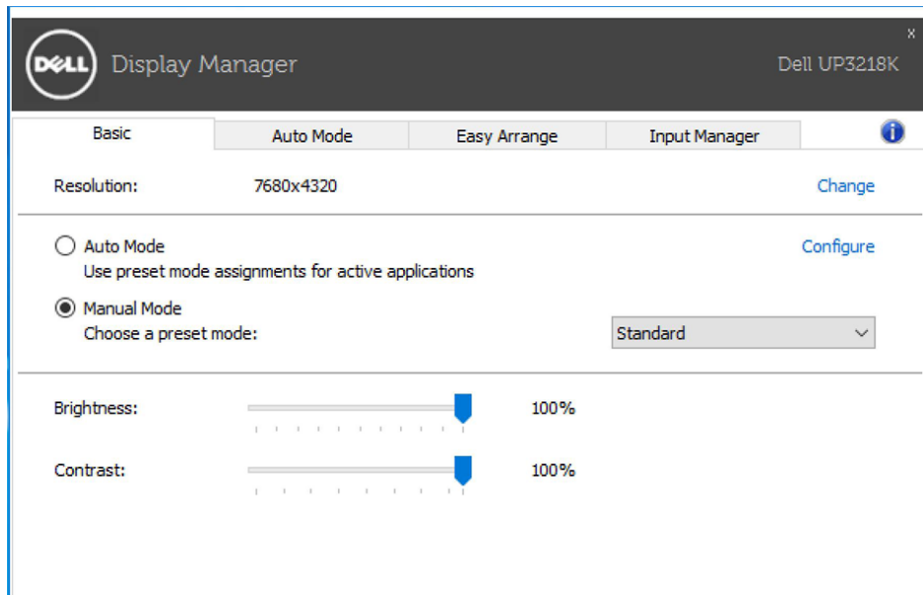 x
DELL Display Manager Dell UP3218K
Basic Auto Mode Easy Arrange Input Manager i
Resolution: 7680x4320 Change
Auto Mode Configure
Use preset mode assignments for active applications
Manual Mode
Choose a preset mode: Standard
Brightness: 100%
Contrast: 100%